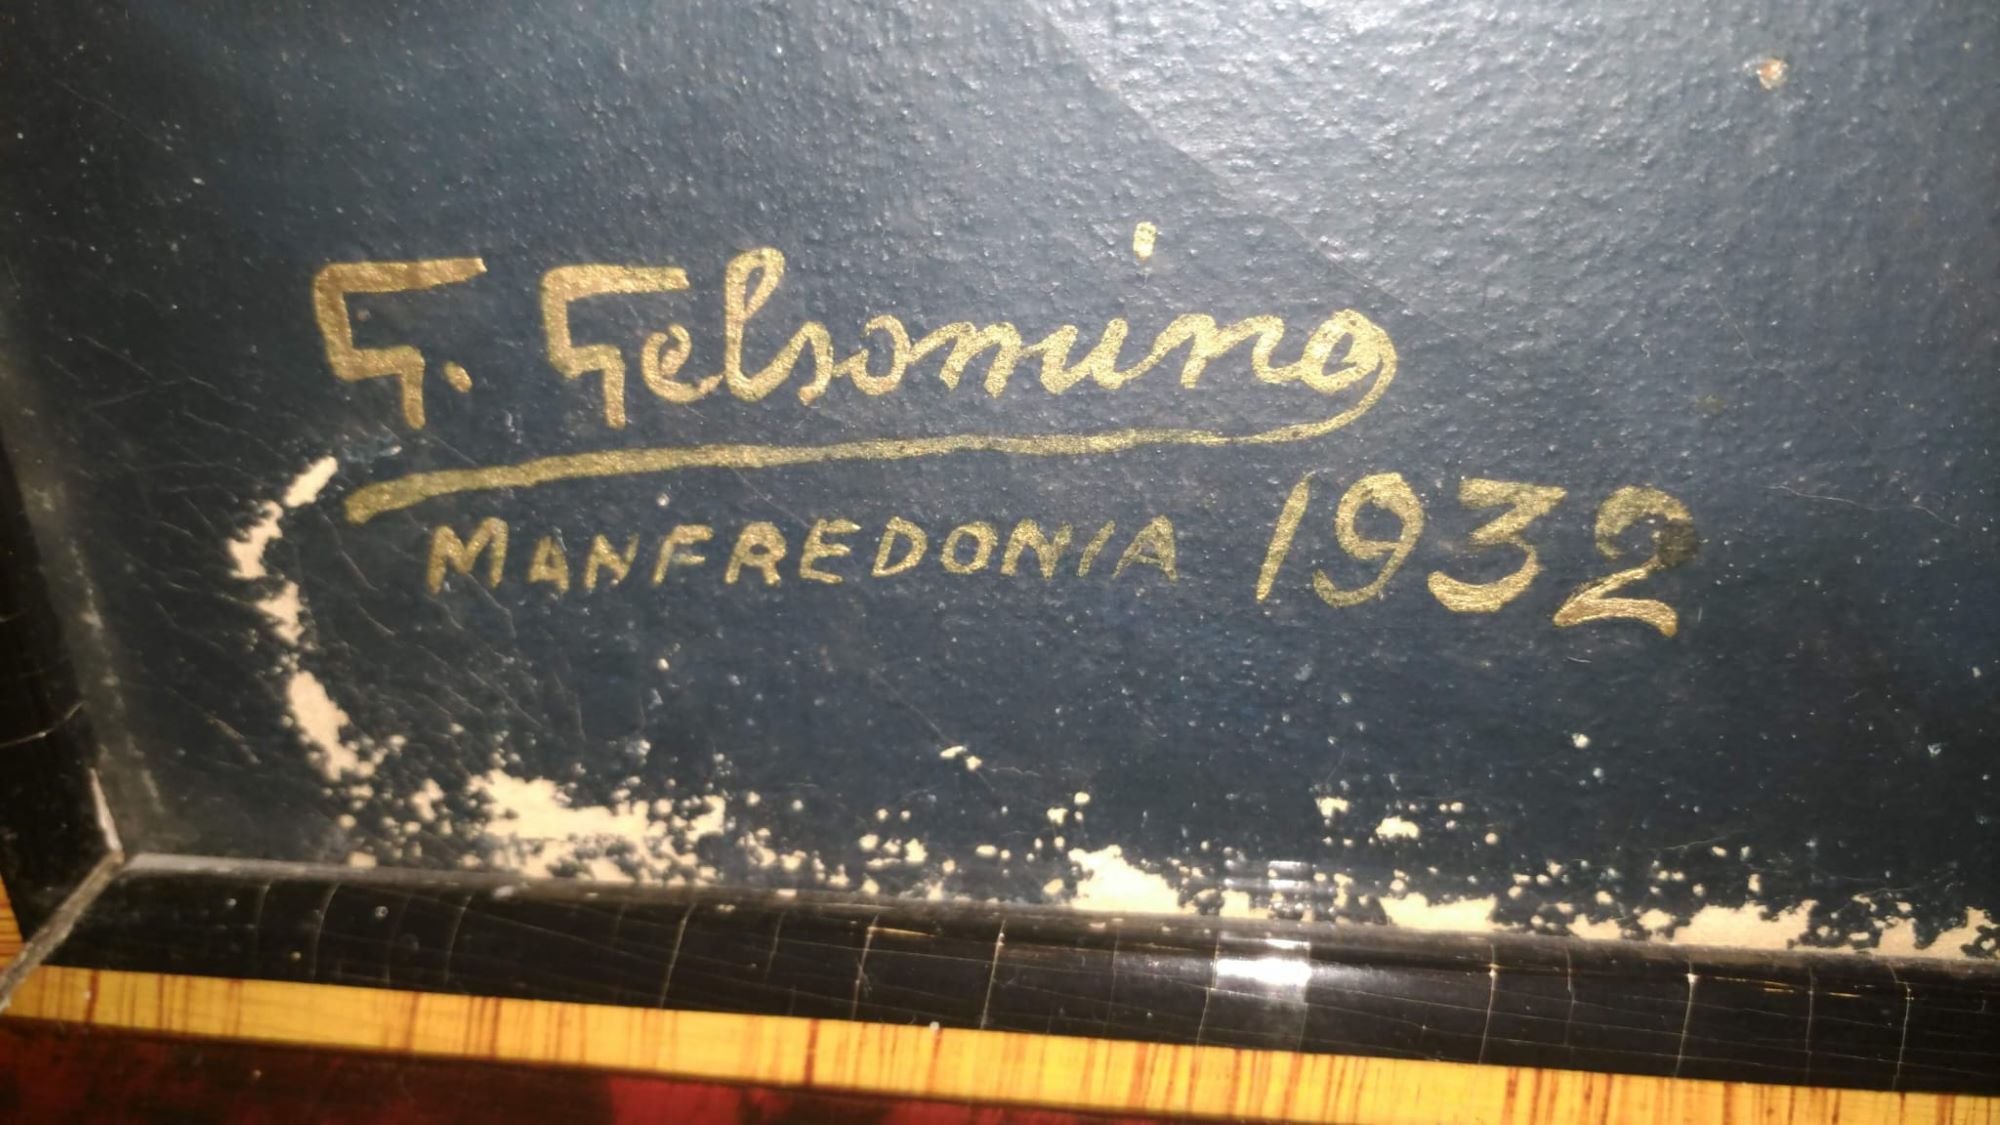 G. Gelsomino
MANFREDONIA 1932